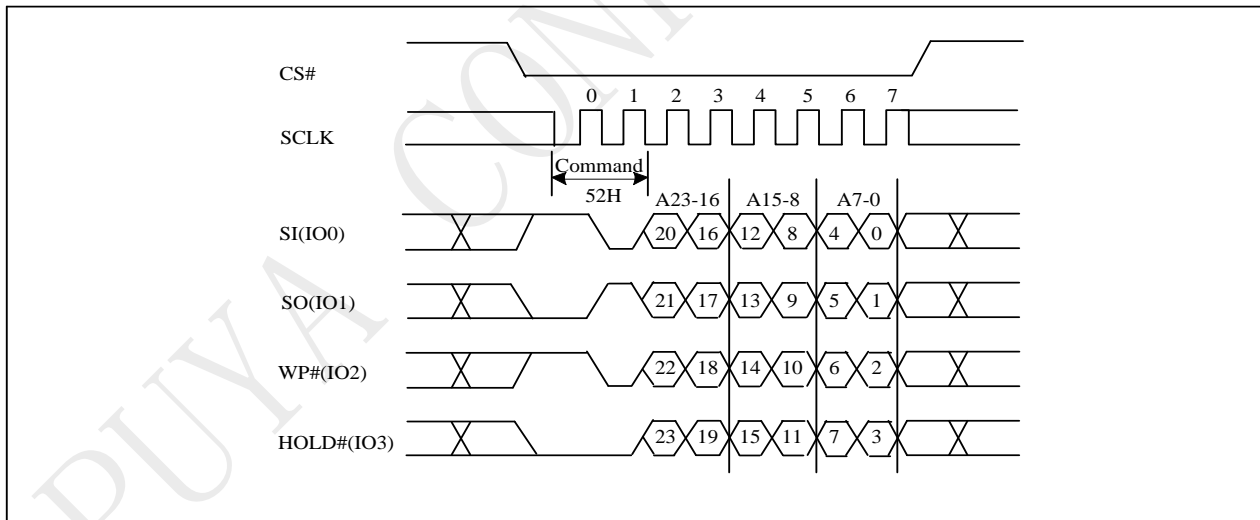 PUYA CON
CS#
0 1 2 3 4 5 6 7
SCLK
Command
52H
A23-16 A15-8 A7-0
SI(IO0) 20 16 12 8 4 0
SO(IO1) 21 17 13 9 5 1
WP#(IO2) 22 18 14 10 6 2
HOLD#(IO3) 23 19 15 11 7 3